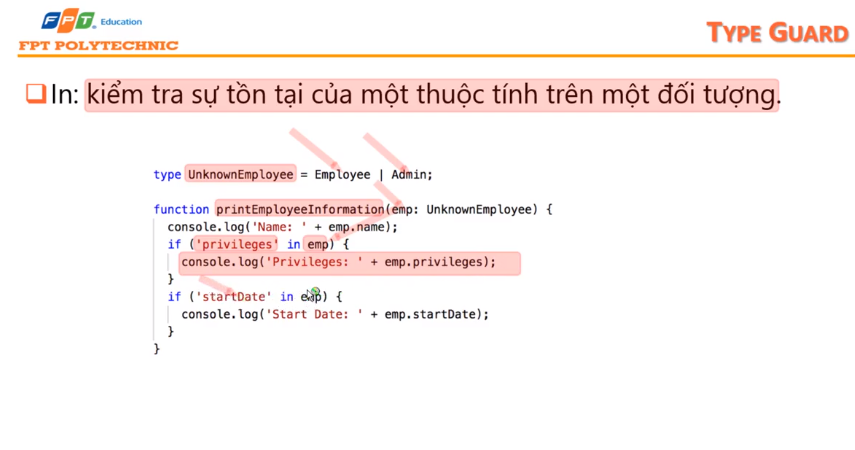 FPT Education
FPT POLYTECHNIC
TYPE GUARD
In: kiểm tra sự tồn tại của một thuộc tính trên một đối tượng.
type UnknownEmployee = Employee | Admin;
function printEmployeeInformation(emp: UnknownEmployee) {
console.log('Name: ' + emp.name);
if ('privileges' in emp) {
console.log('Privileges: ' + emp.privileges);
}
if ('startDate' in emp) {
console.log('Start Date: ' + emp.startDate);
}
}